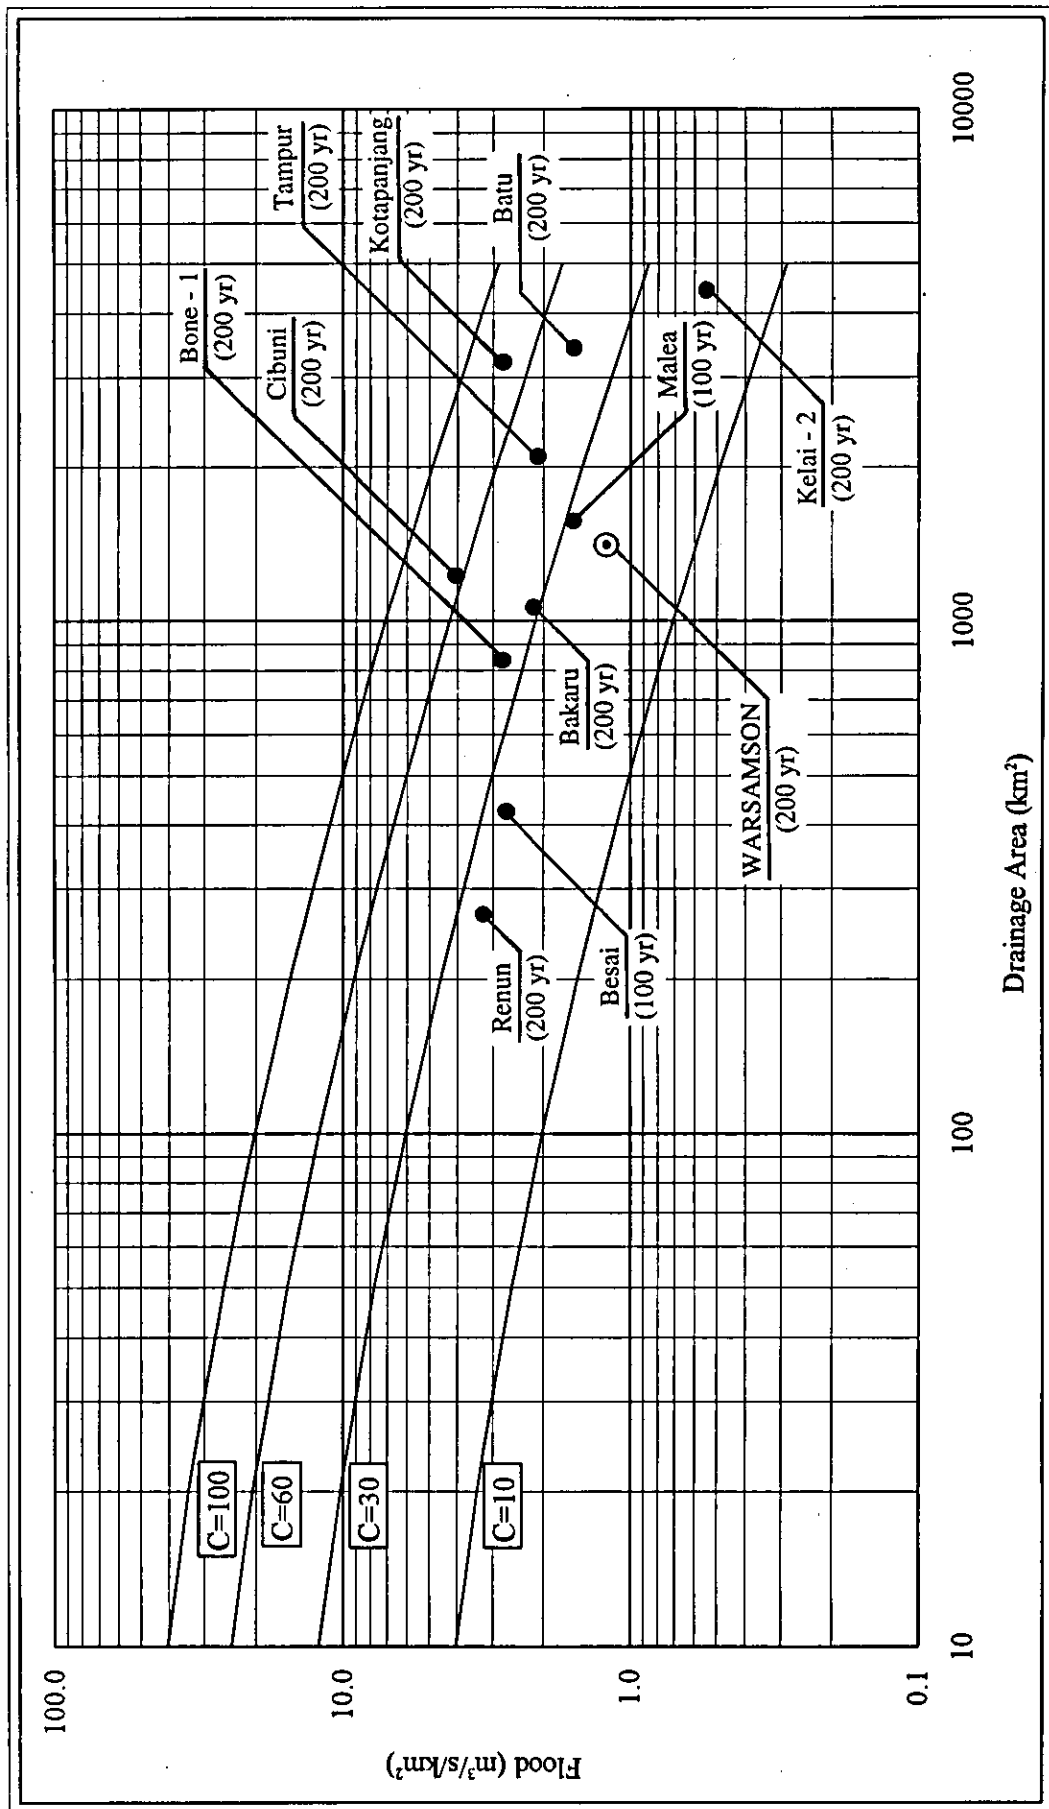 Flood (m³/s/km²)
100.0
10.0
1.0
0.1
10
100
1000
10000
Drainage Area (km²)
C=100
C=60
C=30
C=10
Bone - 1
(200 yr)
Cibuni
(200 yr)
Tampur
(200 yr)
Kotapanjang
(200 yr)
Batu
(200 yr)
Renun
(200 yr)
Besai
(100 yr)
Bakaru
(200 yr)
Malea
(100 yr)
WARSAMSON
(200 yr)
Kelai - 2
(200 yr)